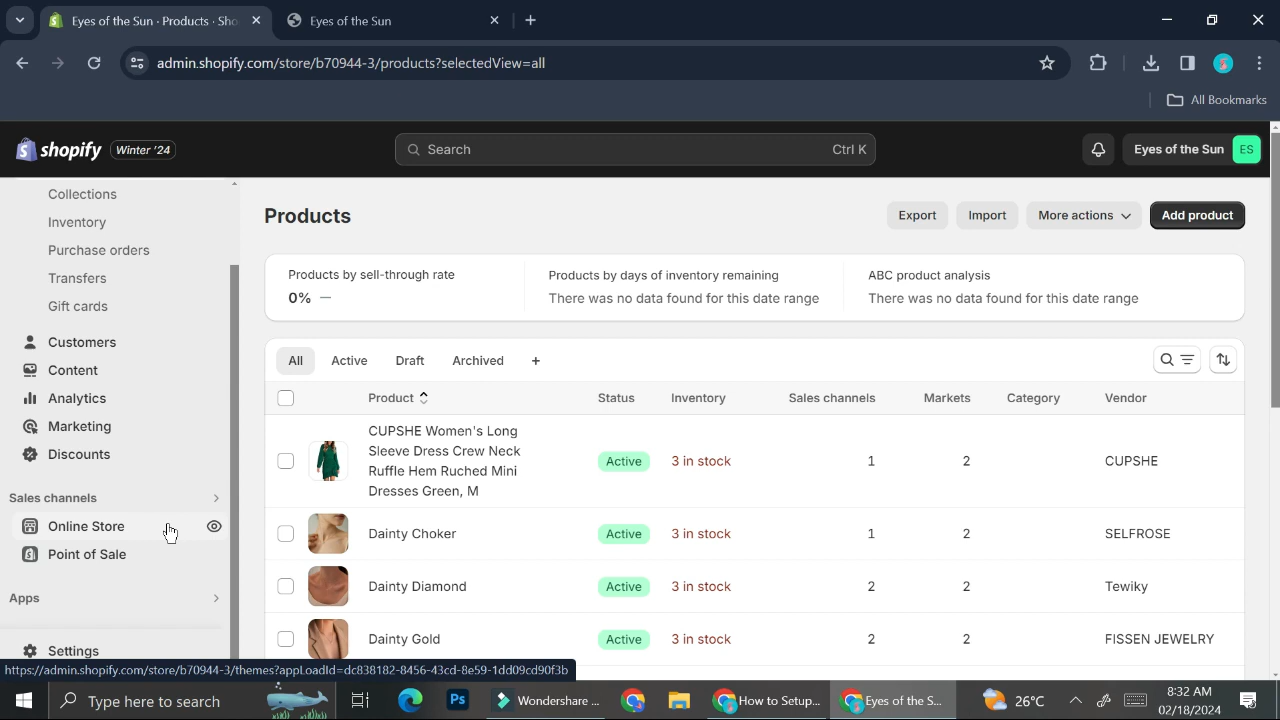 Eyes of the Sun · Products · Sho
Eyes of the Sun
admin.shopify.com/store/b70944-3/products?selectedView=all
All Bookmarks
shopify
Winter '24
Search
Ctrl K
Eyes of the Sun
ES
Collections
Inventory
Purchase orders
Transfers
Gift cards
Customers
Content
Analytics
Marketing
Discounts
Sales channels
Online Store
Point of Sale
Apps
Settings
Products
Export
Import
More actions
Add product
Products by sell-through rate
0% —
Products by days of inventory remaining
There was no data found for this date range
ABC product analysis
There was no data found for this date range
All
Active
Draft
Archived
+
Product
Status
Inventory
Sales channels
Markets
Category
Vendor
CUPSHE Women's Long
Sleeve Dress Crew Neck
Ruffle Hem Ruched Mini
Dresses Green, M
Active
3 in stock
1
2
CUPSHE
Dainty Choker
Active
3 in stock
1
2
SELFROSE
Dainty Diamond
Active
3 in stock
2
2
Tewiky
Dainty Gold
Active
3 in stock
2
2
FISSEN JEWELRY
https://admin.shopify.com/store/b70944-3/themes?appLoadId=dc838182-8456-43cd-8e59-1dd09cd90f3b
Type here to search
Ps
Wondershare ...
How to Setup...
Eyes of the S...
26°C
8:32 AM
02/18/2024